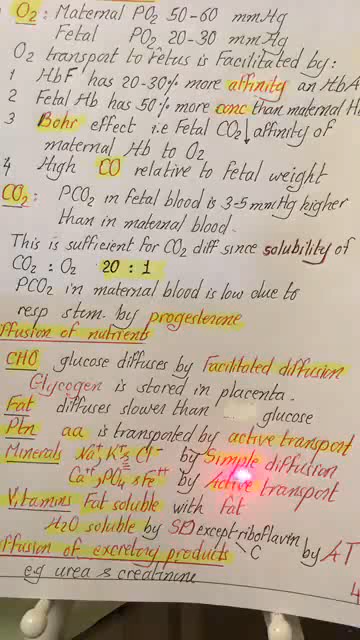 O2 : Maternal PO2 50-60 mmHg
Fetal PO2 20-30 mmHg
O2 transport to fetus is Facilitated by:
1 HbF has 20-30% more affinity an HbA
2 Fetal Hb has 50% more conc than maternal H
3 Bohr effect i.e Fetal CO2 ↓ affinity of
maternal Hb to O2
4 High CO relative to fetal weight
CO2 : PCO2 in fetal blood is 3-5 mmHg higher
than in maternal blood.
This is sufficient for CO2 diff since solubility of
CO2 : O2 20 : 1
PCO2 in maternal blood is low due to
resp stim. by progesterone
iffusion of nutrients
CHO glucose diffuses by Facilitated diffusion
Glycogen is stored in placenta.
Fat diffuses slower than glucose
Ptn aa is transported by active transport
Minerals Na+, K+ & Cl- by Simple diffusion
Ca++, PO4 & Fe++ by Active transport
Vitamins Fat soluble with fat
H2O soluble by SD except riboflavin
C by AT
iffusion of excretory products
eg urea & creatinine
4